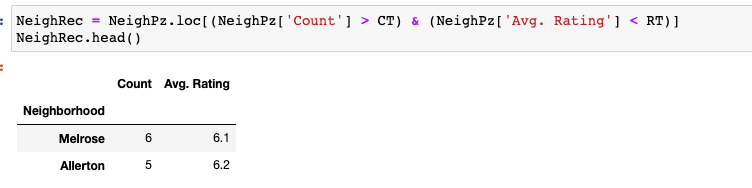 NeighRec = NeighPz.loc[(NeighPz['Count'] > CT) & (NeighPz['Avg. Rating'] < RT)]
NeighRec.head()
Count Avg. Rating
Neighborhood
Melrose 6 6.1
Allerton 5 6.2